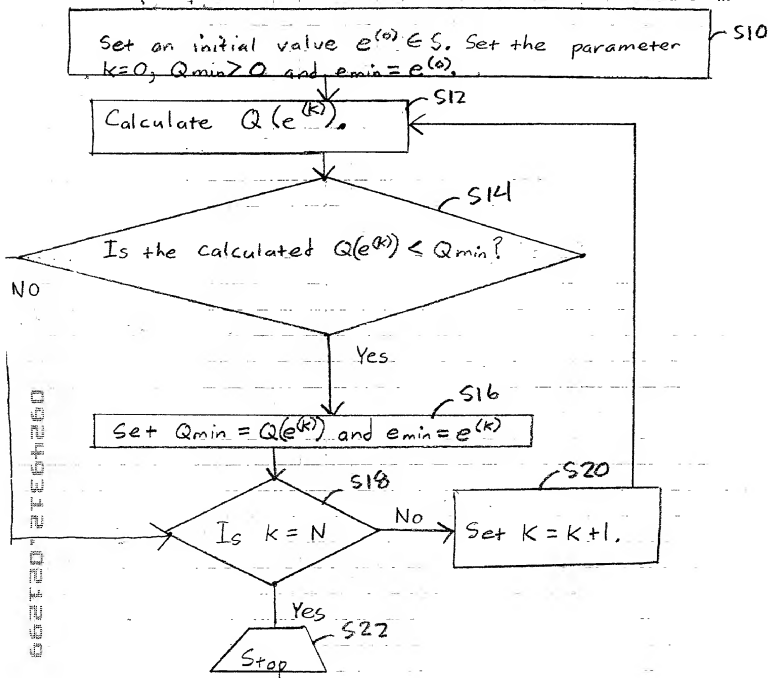 Set an initial value e^(0) ∈ S. Set the parameter
k=0, Qmin>0 and emin = e^(0).
S10
Calculate Q(e^(k)).
S12
S14
Is the calculated Q(e^(k)) < Qmin?
NO
Yes
S16
Set Qmin = Q(e^(k)) and emin = e^(k)
S18
Is k = N
No
S20
Set K = k+1.
Yes
S22
Stop
09249312.021299